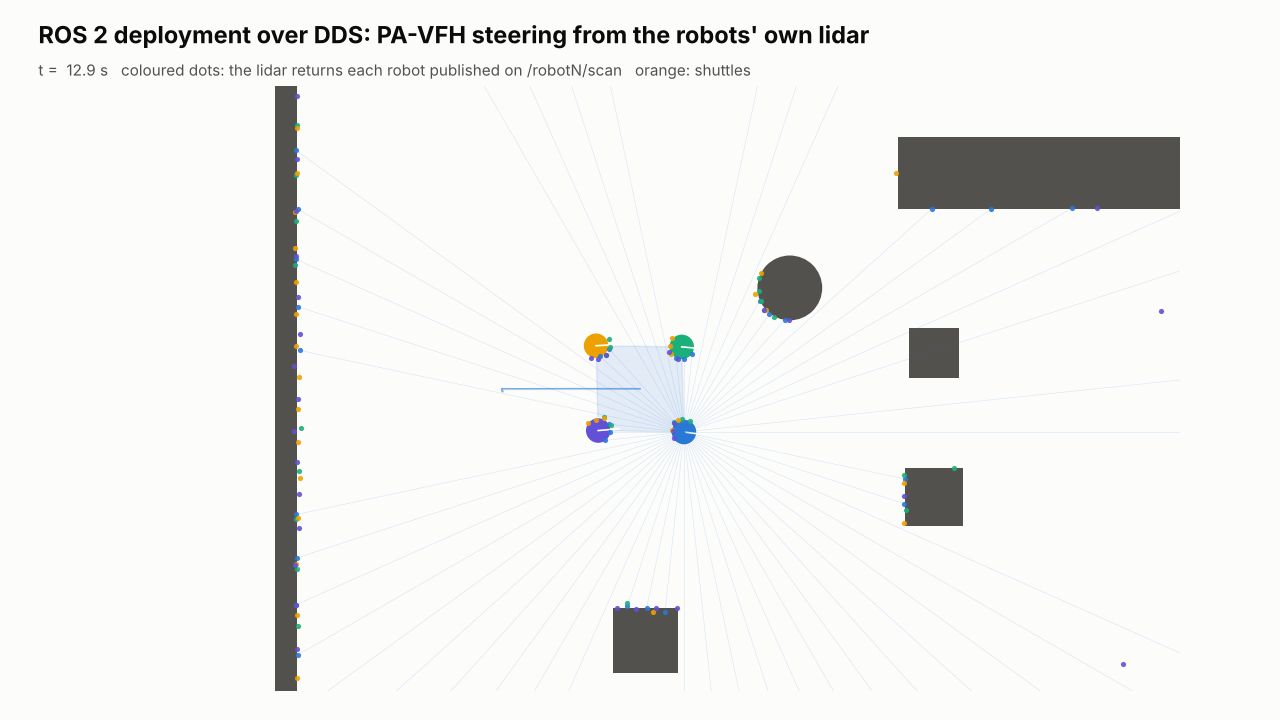 ROS 2 deployment over DDS: PA-VFH steering from the robots' own lidar
t = 12.9 s coloured dots: the lidar returns each robot published on /robotN/scan orange: shuttles